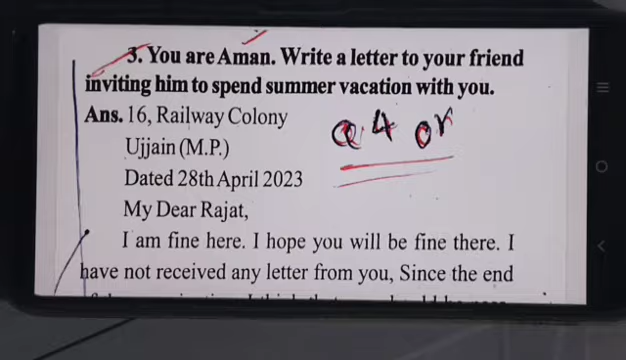 3. You are Aman. Write a letter to your friend
inviting him to spend summer vacation with you.
Ans. 16, Railway Colony
Ujjain (M.P.)
Q4 or
Dated 28th April 2023
My Dear Rajat,
I am fine here. I hope you will be fine there. I
have not received any letter from you, Since the end